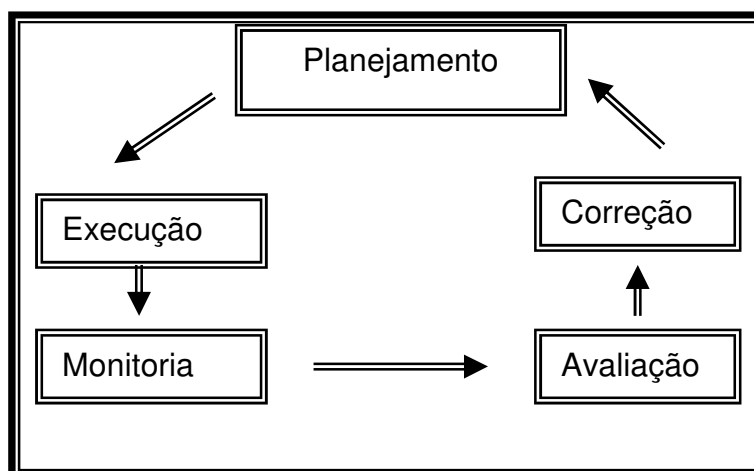 Planejamento
Execução
Correção
Monitoria
Avaliação